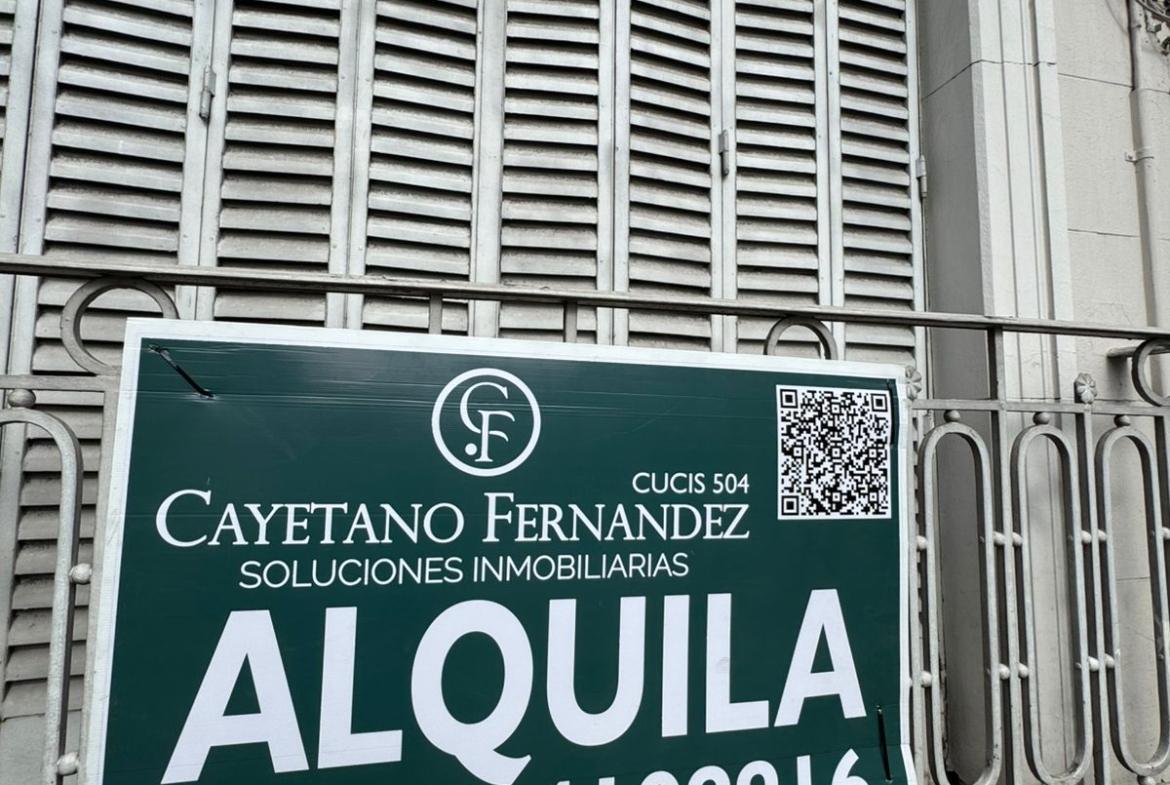 CF
CUCIS 504
CAYETANO FERNANDEZ
SOLUCIONES INMOBILIARIAS
ALQUILA